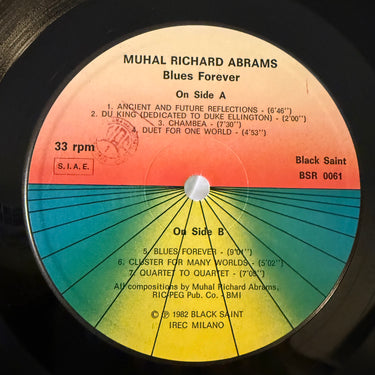 MUHAL RICHARD ABRAMS
Blues Forever
On Side A
1. ANCIENT AND FUTURE REFLECTIONS - (6'46")
2. DU KING (DEDICATED TO DUKE ELLINGTON) - (2'00")
3. CHAMBEA - (7'30")
4. DUET FOR ONE WORLD - (4'53")
33 rpm
S.I.A.E.
Black Saint
BSR 0061
On Side B
5. BLUES FOREVER - (9'01")
6. CLUSTER FOR MANY WORLDS - (5'02")
7. QUARTET TO QUARTET - (7'05")
All compositions by Muhal Richard Abrams,
RIC/PEG Pub. Co. - BMI
© ℗ 1982 BLACK SAINT
IREC MILANO